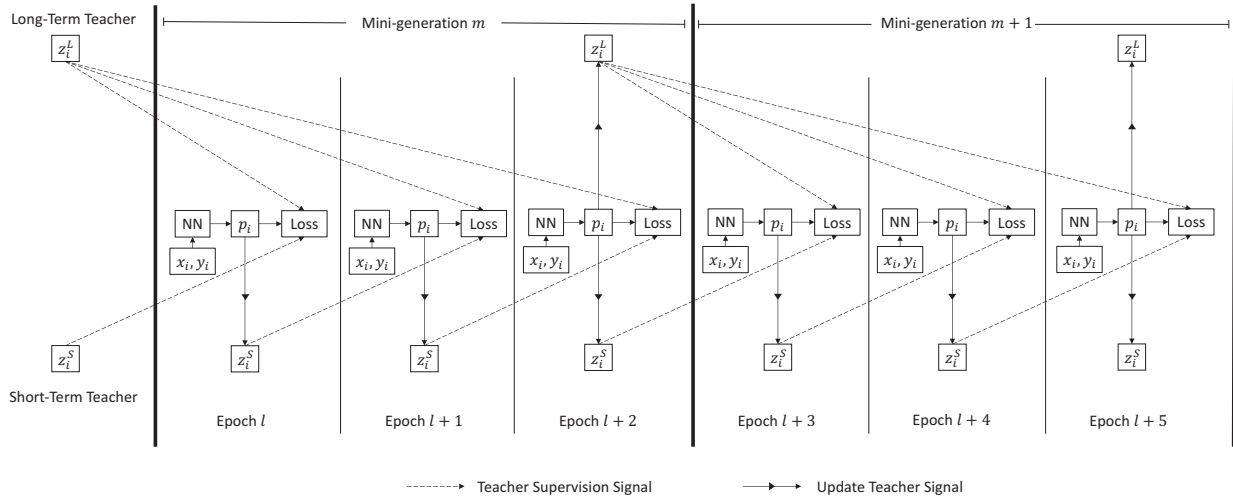 Long-Term Teacher
Mini-generation m
Mini-generation m + 1
z_i^L
z_i^L
z_i^L
NN
p_i
Loss
NN
p_i
Loss
NN
p_i
Loss
NN
p_i
Loss
NN
p_i
Loss
NN
p_i
Loss
x_i, y_i
x_i, y_i
x_i, y_i
x_i, y_i
x_i, y_i
x_i, y_i
z_i^S
z_i^S
z_i^S
z_i^S
z_i^S
z_i^S
z_i^S
Short-Term Teacher
Epoch l
Epoch l + 1
Epoch l + 2
Epoch l + 3
Epoch l + 4
Epoch l + 5
Teacher Supervision Signal
Update Teacher Signal